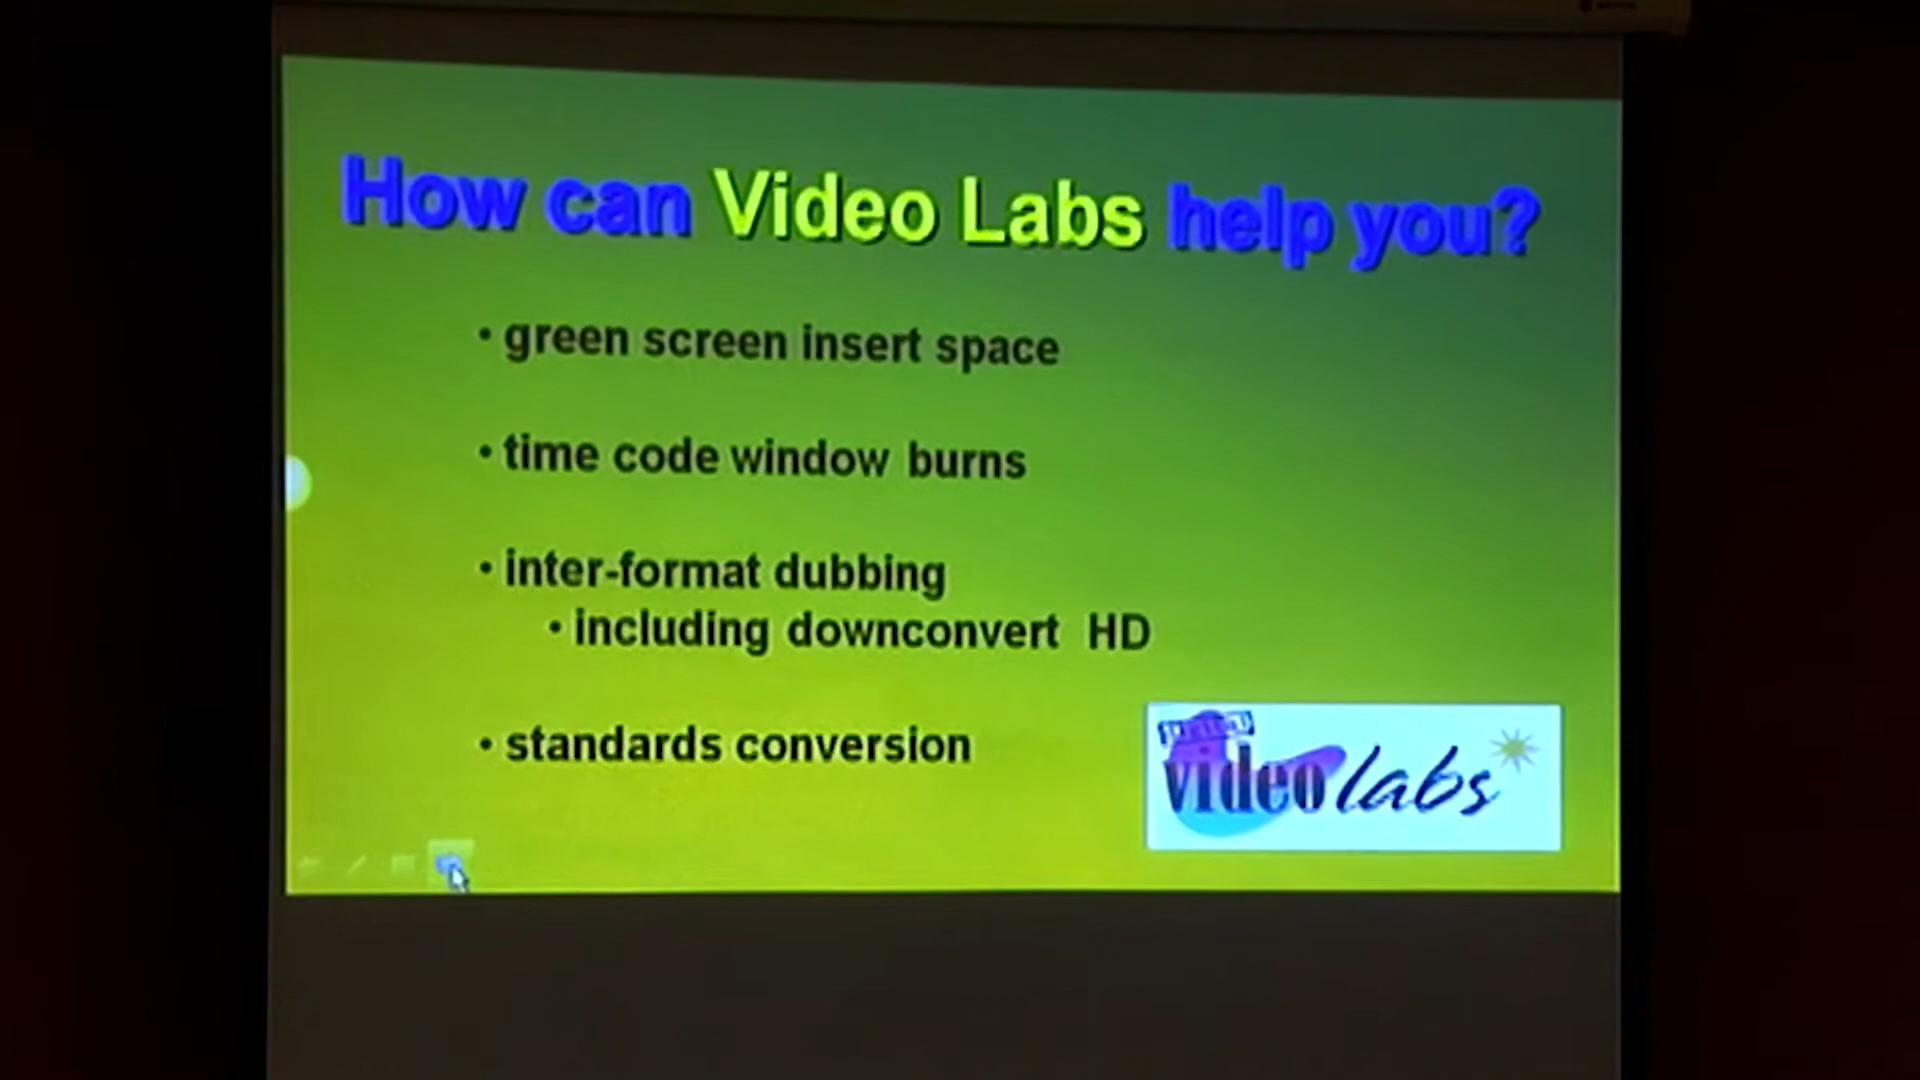 How can Video Labs help you?
• green screen insert space
• time code window burns
• inter-format dubbing
• including downconvert HD
• standards conversion
video labs